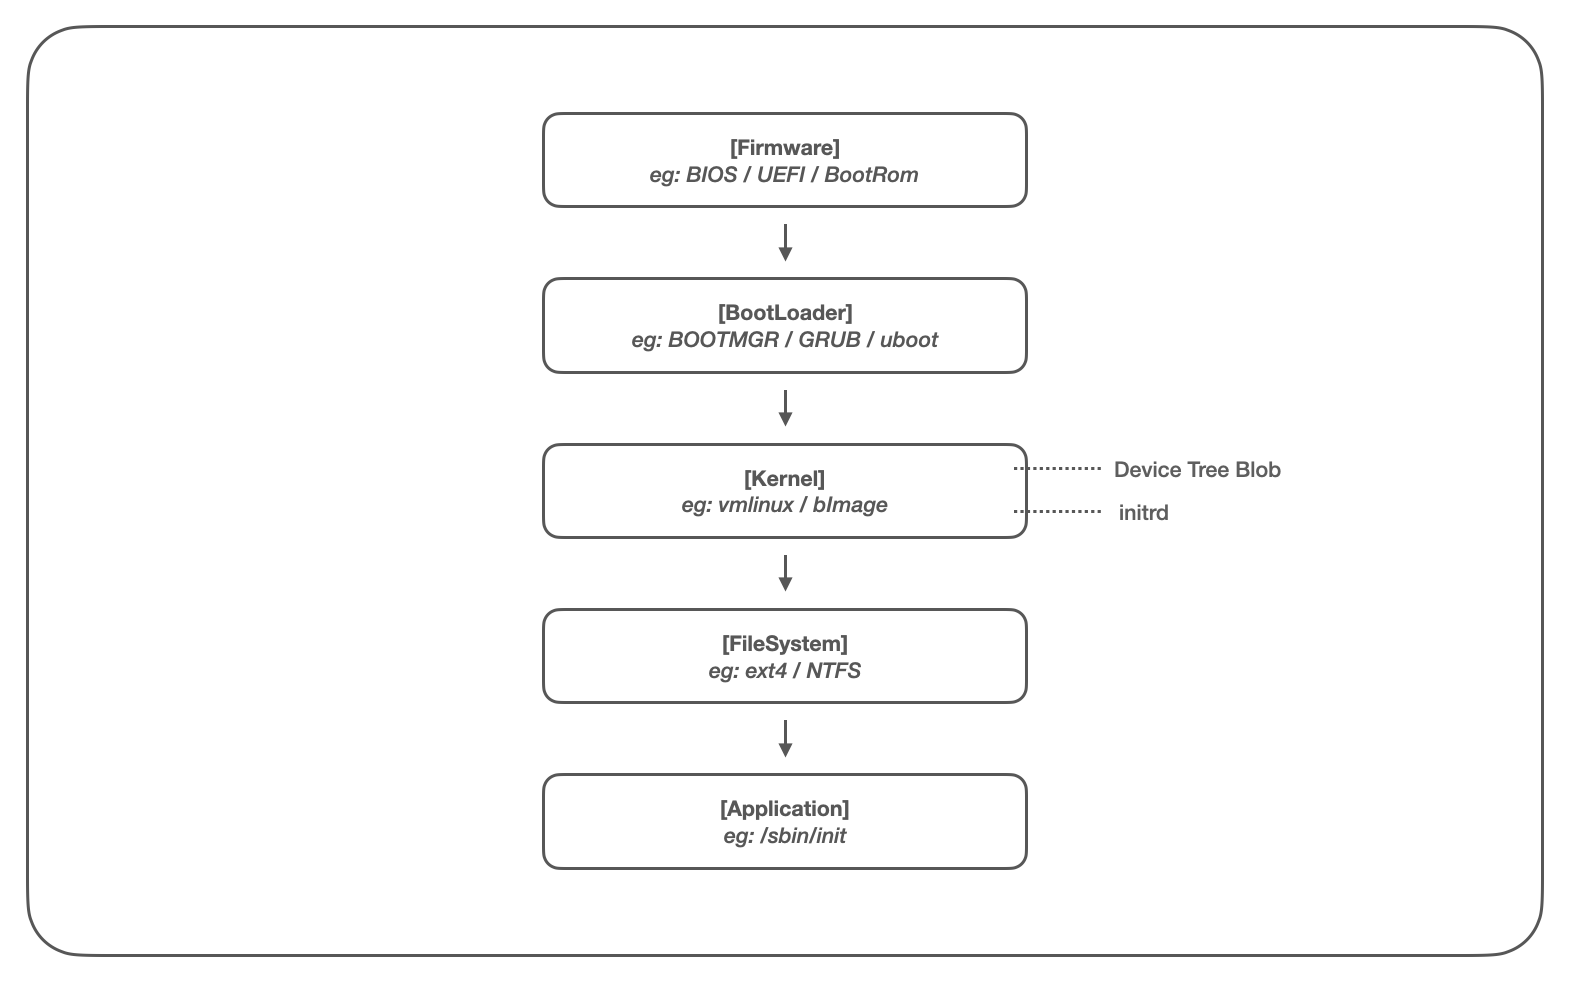 [Firmware]
eg: BIOS / UEFI / BootRom
[BootLoader]
eg: BOOTMGR / GRUB / uboot
[Kernel]
eg: vmlinux / bImage
Device Tree Blob
initrd
[FileSystem]
eg: ext4 / NTFS
[Application]
eg: /sbin/init